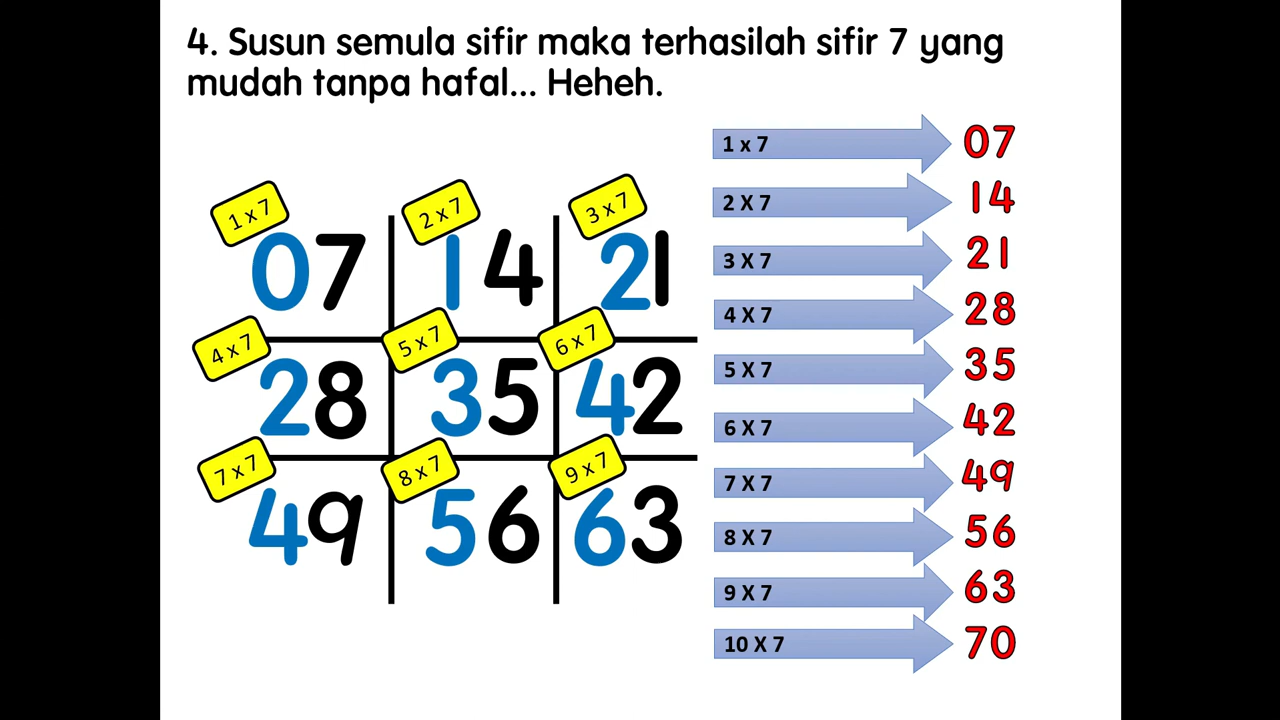 4. Susun semula sifir maka terhasilah sifir 7 yang
mudah tanpa hafal... Heheh.
1 x 7
2 x 7
3 x 7
07
14
21
4 x 7
5 x 7
6 x 7
28
35
42
7 x 7
8 x 7
9 x 7
49
56
63
1 x 7 07
2 X 7 14
3 X 7 21
4 X 7 28
5 X 7 35
6 X 7 42
7 X 7 49
8 X 7 56
9 X 7 63
10 X 7 70